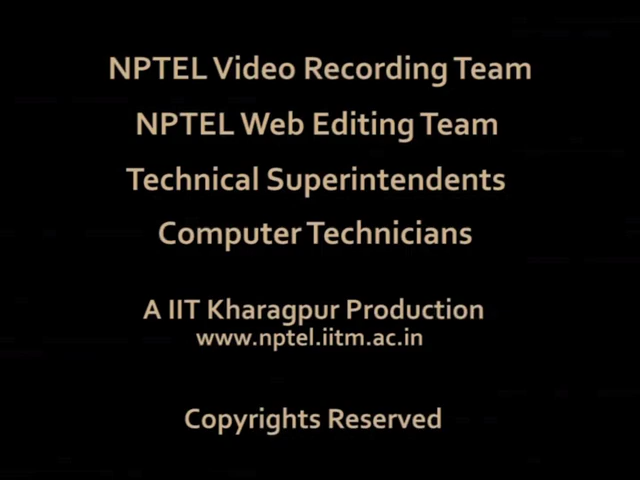 NPTEL Video Recording Team
NPTEL Web Editing Team
Technical Superintendents
Computer Technicians
A IIT Kharagpur Production
www.nptel.iitm.ac.in
Copyrights Reserved